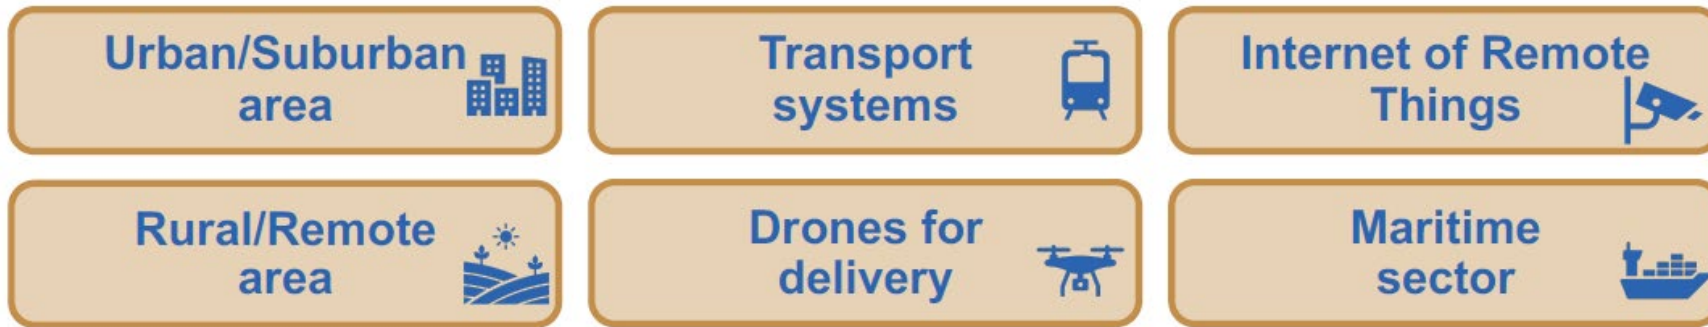 Urban/Suburban
area
Transport
systems
Internet of Remote
Things
Rural/Remote
area
Drones for
delivery
Maritime
sector